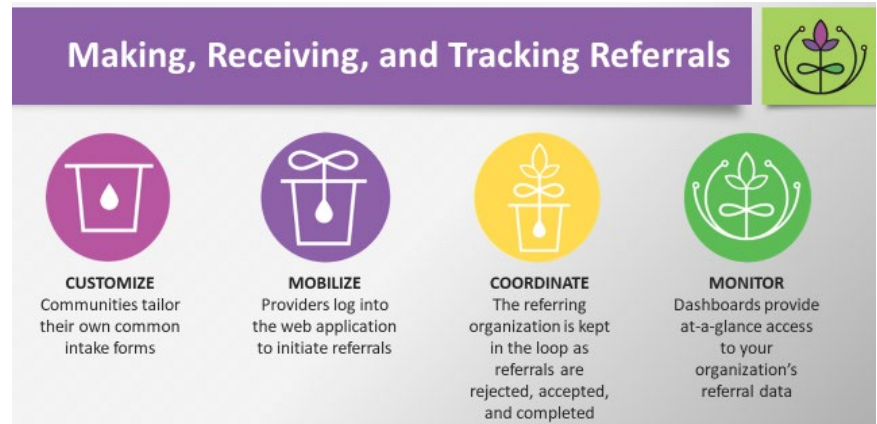 Making, Receiving, and Tracking Referrals
CUSTOMIZE
Communities tailor
their own common
intake forms
MOBILIZE
Providers log into
the web application
to initiate referrals
COORDINATE
The referring
organization is kept
in the loop as
referrals are
rejected, accepted,
and completed
MONITOR
Dashboards provide
at-a-glance access
to your
organization's
referral data